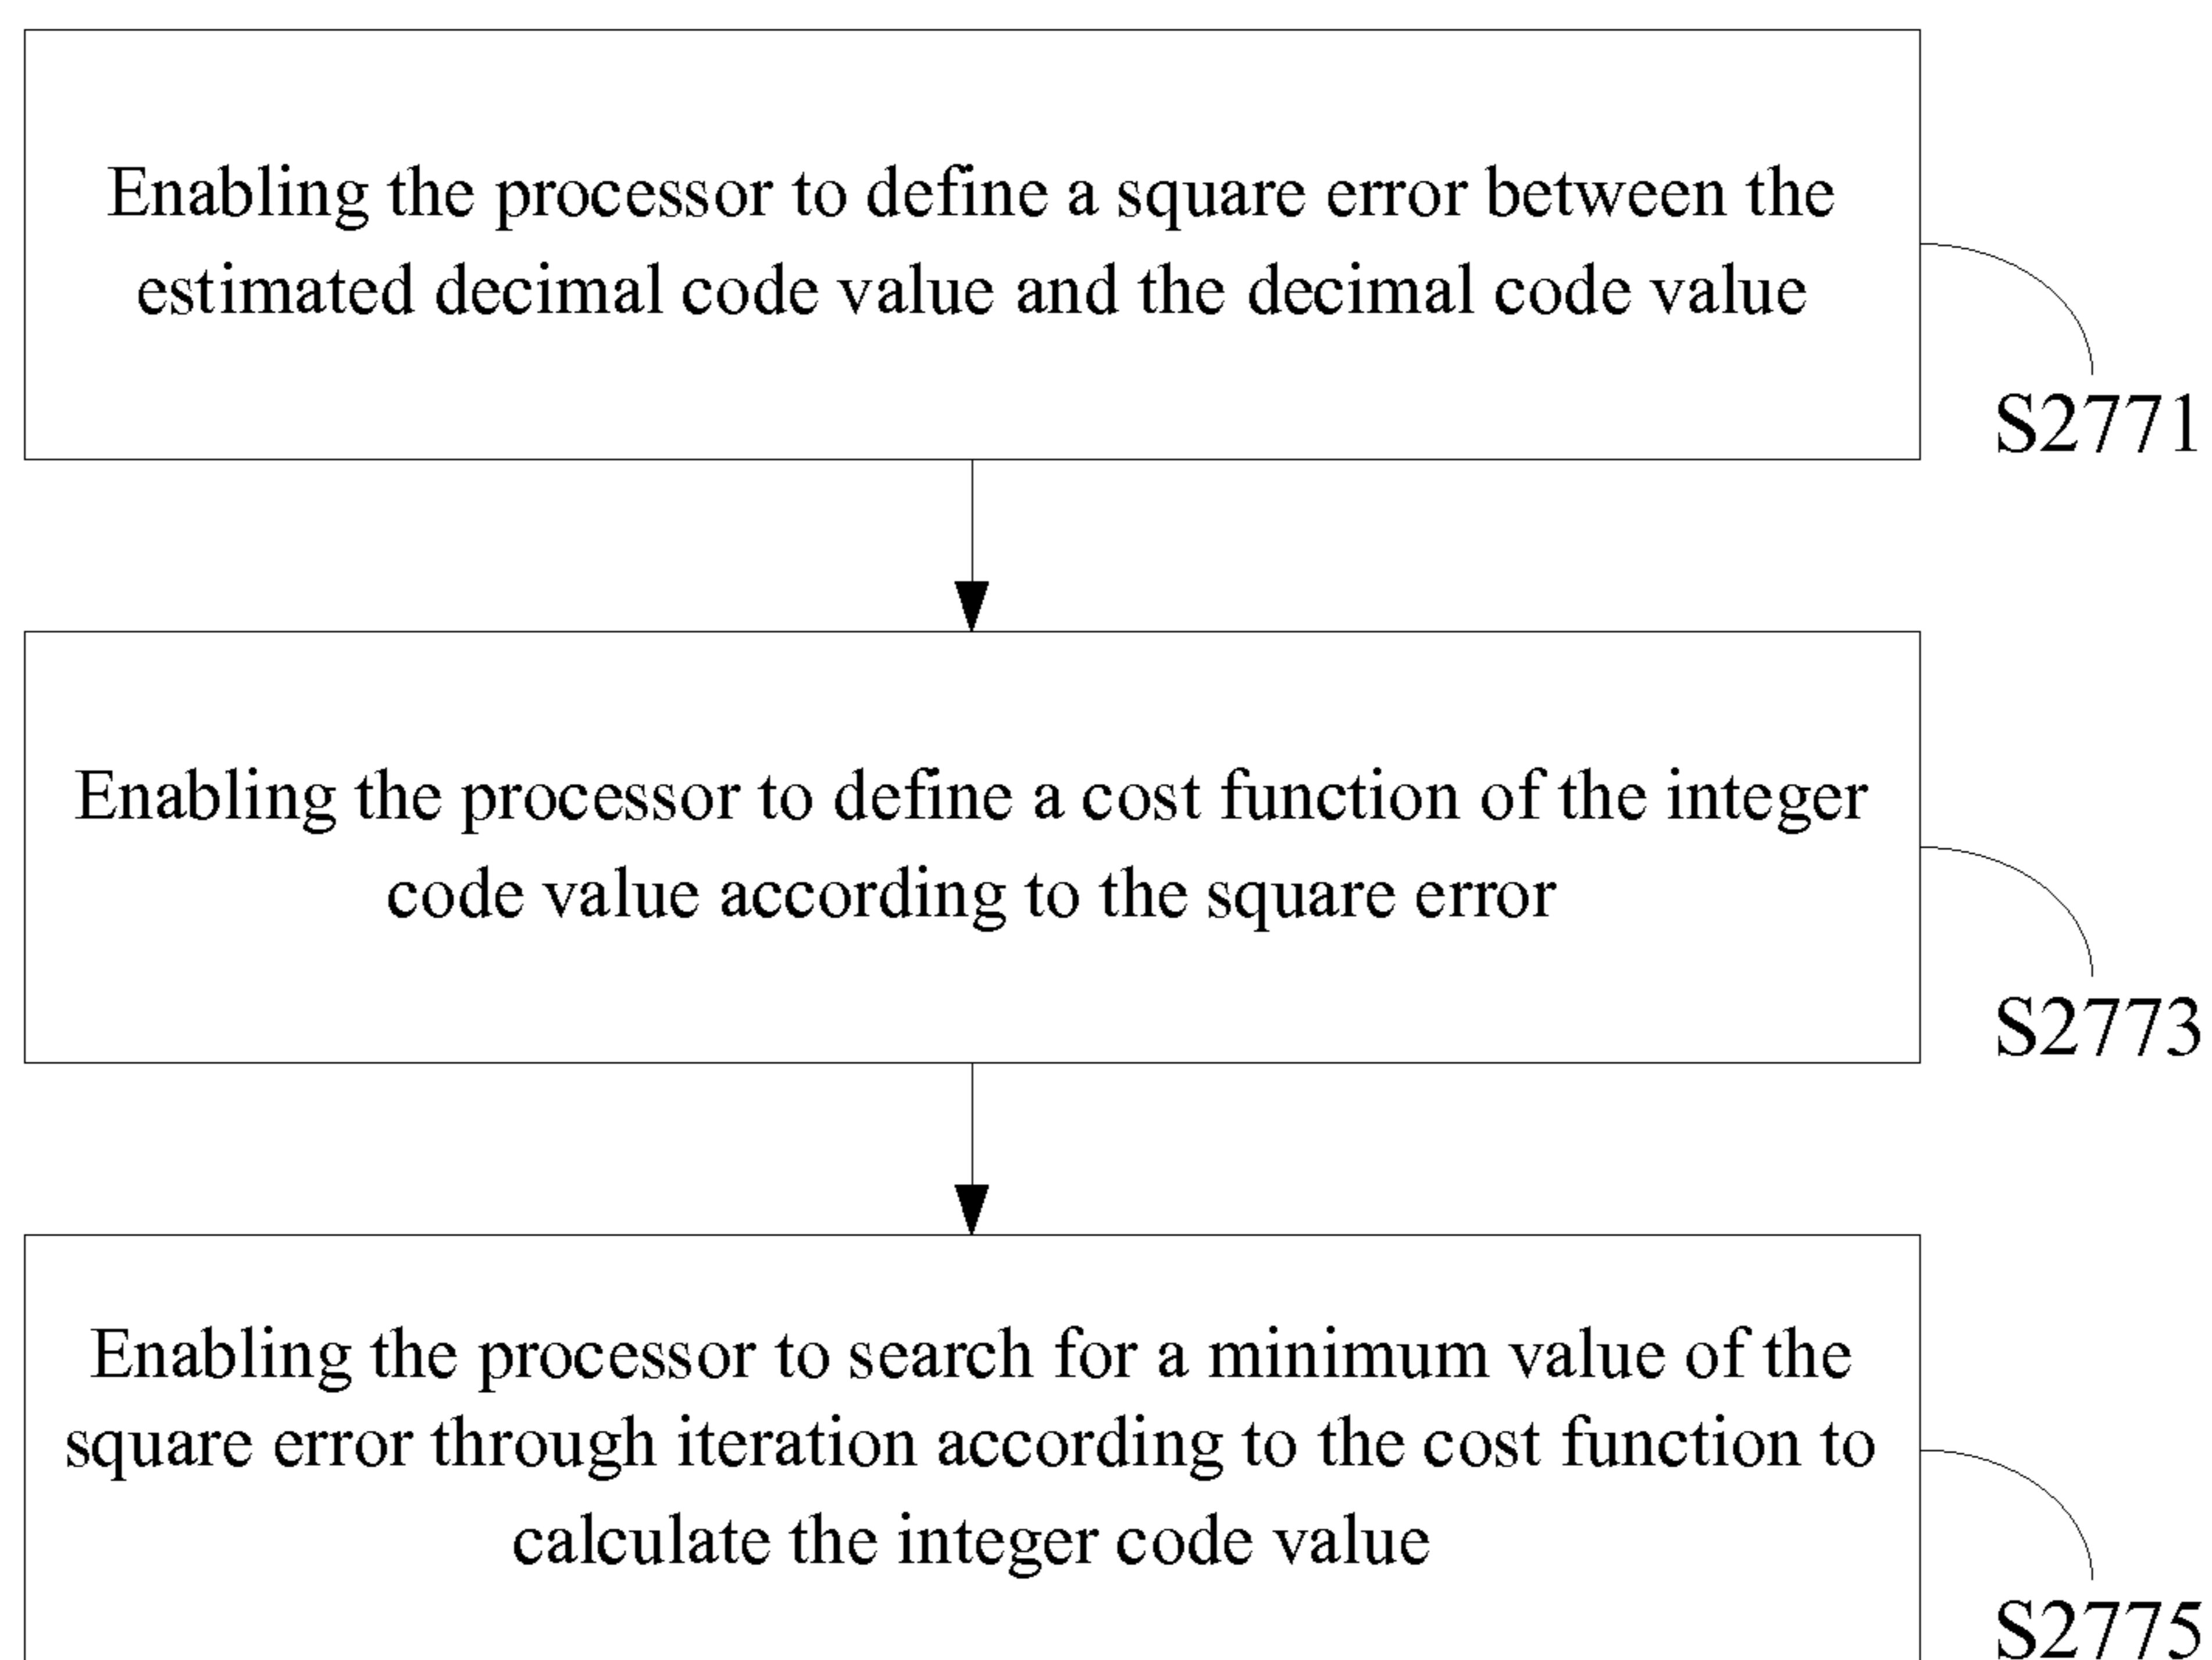 Enabling the processor to define a square error between the
estimated decimal code value and the decimal code value
S2771
Enabling the processor to define a cost function of the integer
code value according to the square error
S2773
Enabling the processor to search for a minimum value of the
square error through iteration according to the cost function to
calculate the integer code value
S2775